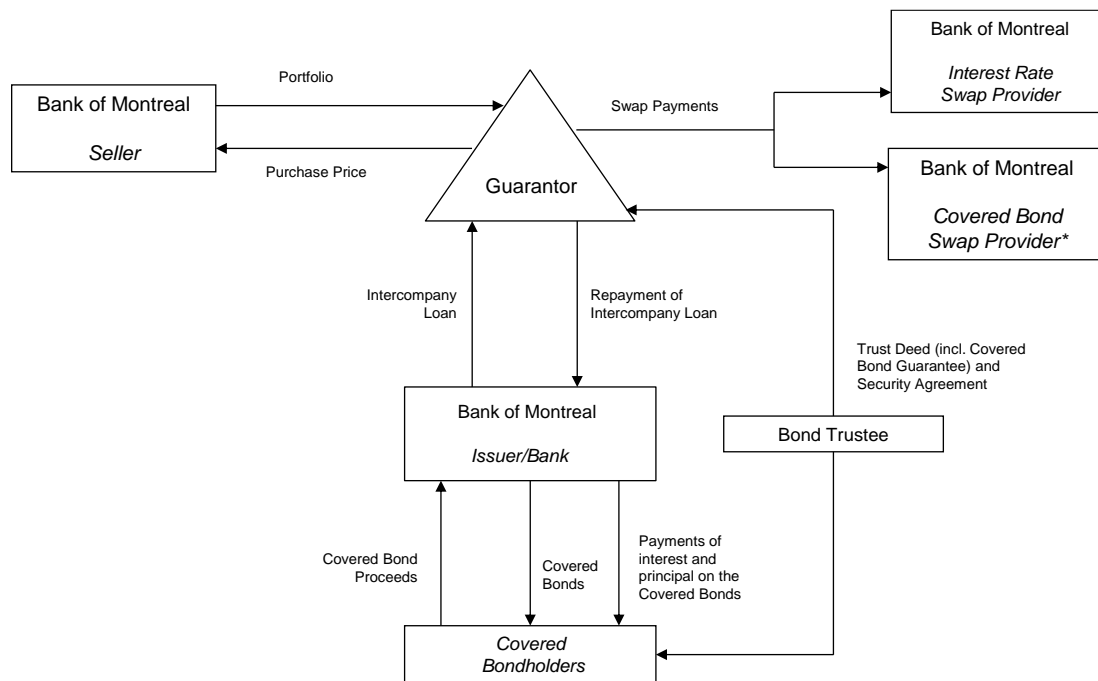 Bank of Montreal
Interest Rate
Swap Provider
Portfolio
Bank of Montreal
Seller
Swap Payments
Purchase Price
Guarantor
Bank of Montreal
Covered Bond
Swap Provider*
Intercompany
Loan
Repayment of
Intercompany Loan
Trust Deed (incl. Covered
Bond Guarantee) and
Security Agreement
Bank of Montreal
Issuer/Bank
Bond Trustee
Covered Bond
Proceeds
Covered
Bonds
Payments of
interest and
principal on the
Covered Bonds
Covered
Bondholders